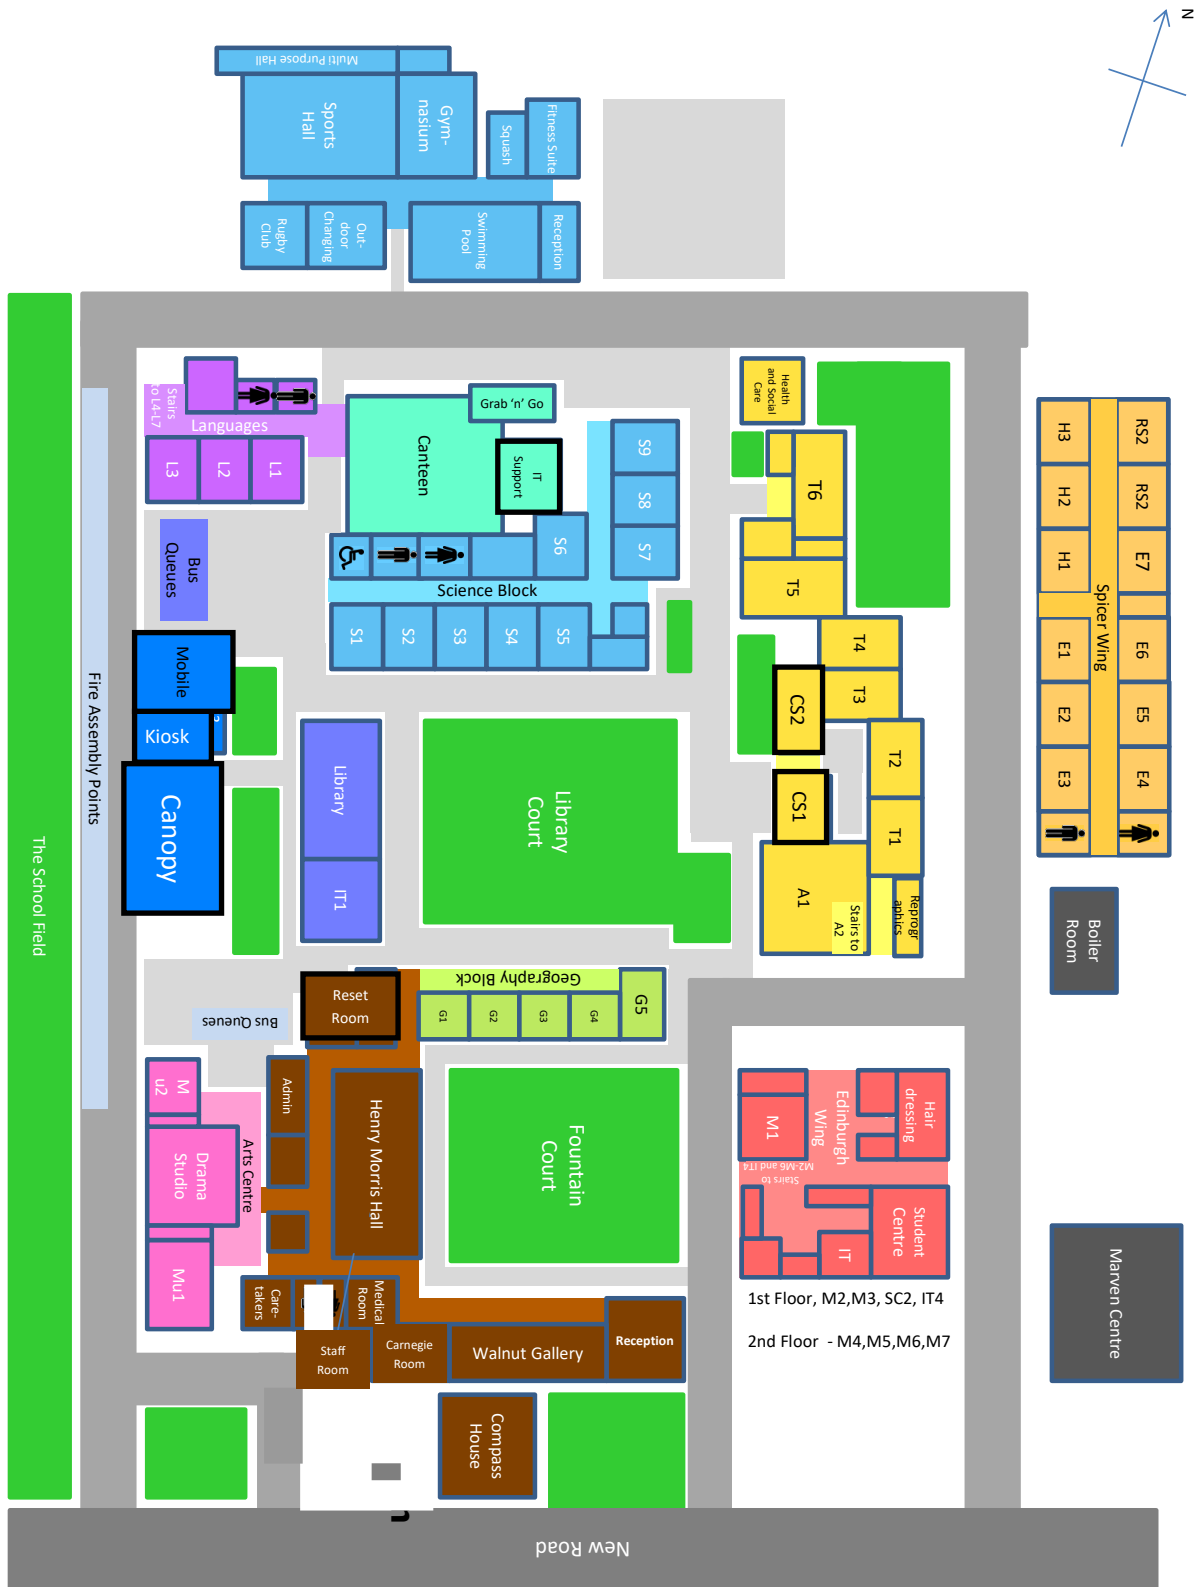 N
Multi Purpose Hall
Sports
Hall
Gym-
nasium
Squash
Fitness Suite
Rugby
Club
Out-
door
Changing
Swimming
Pool
Reception
Stairs
to L4-L7
Languages
L3
L2
L1
Grab 'n' Go
Canteen
IT
Support
S9
S8
S7
S6
Science Block
S1
S2
S3
S4
S5
Health
and Social
Care
T6
T5
T4
T3
CS2
CS1
T2
T1
A1
Stairs to
A2
Reprogr
aphics
H3
H2
H1
E1
E2
E3
Spicer Wing
RS2
RS2
E7
E6
E5
E4
Boiler
Room
Marven Centre
Bus
Queues
Mobile
Kiosk
Canopy
Fire Assembly Points
The School Field
Library
IT1
Library
Court
Geography Block
G1
G2
G3
G4
G5
Reset
Room
Bus Queues
M
u2
Drama
Studio
Mu1
Arts Centre
Admin
Henry Morris Hall
Fountain
Court
Care-
takers
Medical
Room
Staff
Room
Carnegie
Room
Walnut Gallery
Reception
Compass
House
M1
Edinburgh
Wing
Hair
dressing
Stairs to
M2-M6 and IT4
Student
Centre
IT
1st Floor, M2,M3, SC2, IT4
2nd Floor - M4,M5,M6,M7
New Road